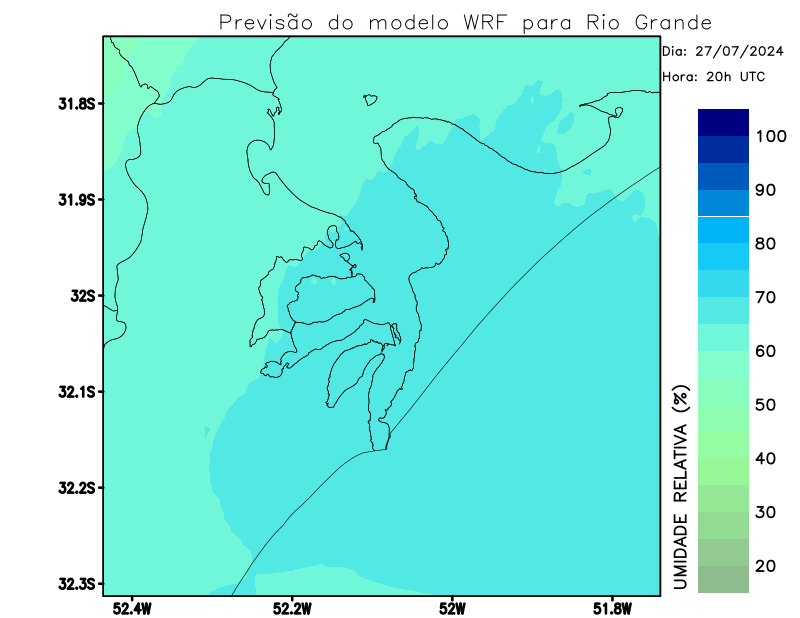 Previsão do modelo WRF para Rio Grande
Dia: 27/07/2024
Hora: 20h UTC
31.8S
31.9S
32S
32.1S
32.2S
32.3S
52.4W
52.2W
52W
51.8W
100
90
80
70
60
50
40
30
20
UMIDADE RELATIVA (%)